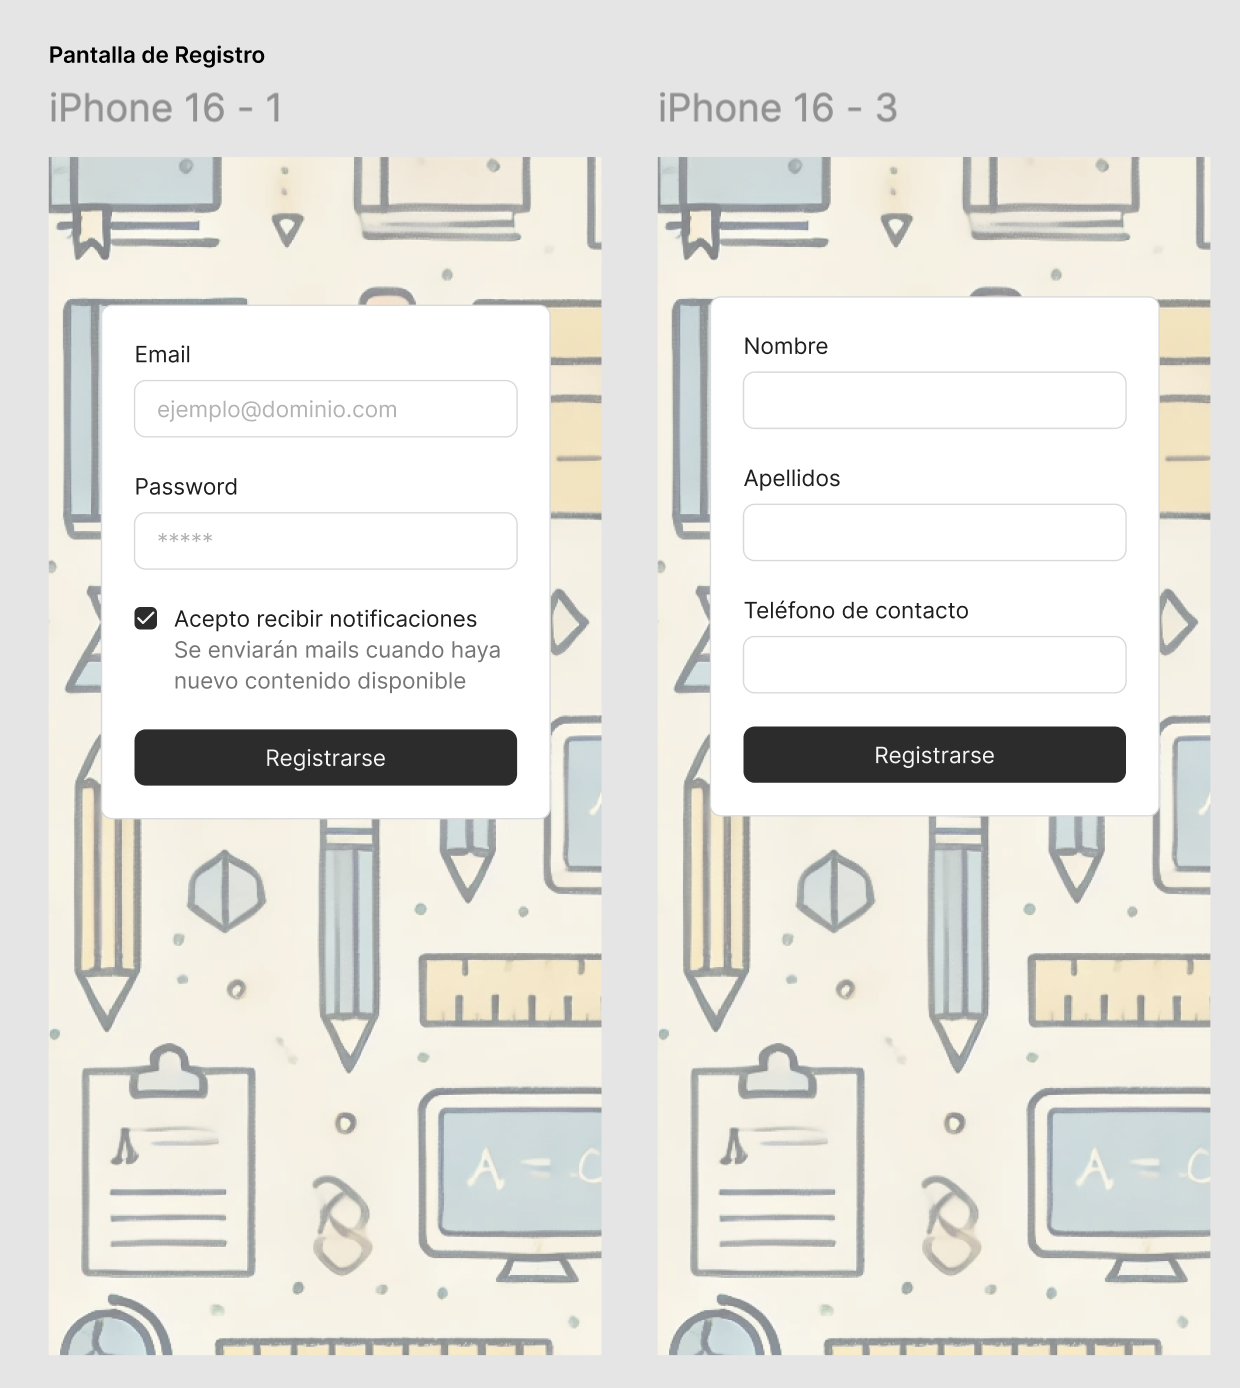 Pantalla de Registro
iPhone 16 - 1
Email
ejemplo@dominio.com
Password
*****
Acepto recibir notificaciones
Se enviarán mails cuando haya
nuevo contenido disponible
Registrarse
A = C
iPhone 16 - 3
Nombre
Apellidos
Teléfono de contacto
Registrarse
A = C